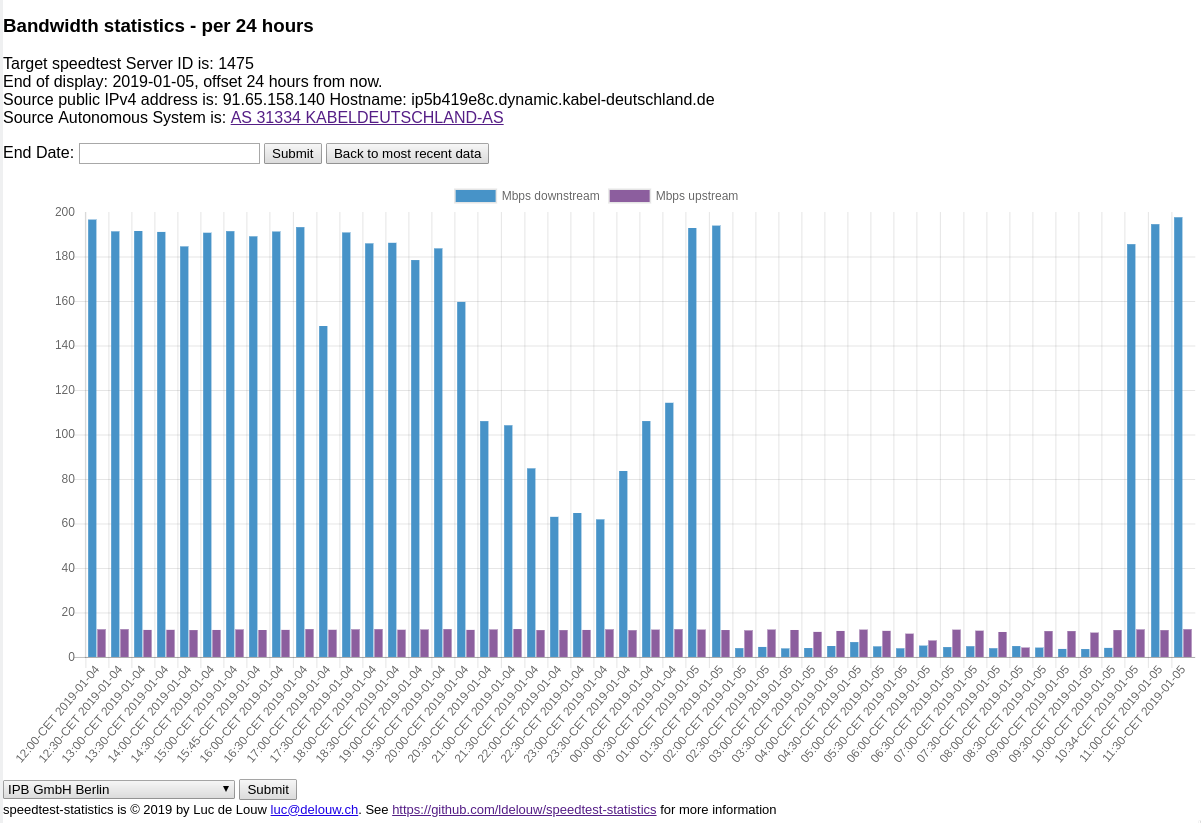 Bandwidth statistics - per 24 hours
Target speedtest Server ID is: 1475
End of display: 2019-01-05, offset 24 hours from now.
Source public IPv4 address is: 91.65.158.140 Hostname: ip5b419e8c.dynamic.kabel-deutschland.de
Source Autonomous System is: AS 31334 KABELDEUTSCHLAND-AS
End Date: Submit Back to most recent data
Mbps downstream Mbps upstream
200
180
160
140
120
100
80
60
40
20
0
12:00-CET 2019-01-04
12:30-CET 2019-01-04
13:00-CET 2019-01-04
13:30-CET 2019-01-04
14:00-CET 2019-01-04
14:30-CET 2019-01-04
15:00-CET 2019-01-04
15:45-CET 2019-01-04
16:00-CET 2019-01-04
16:30-CET 2019-01-04
17:00-CET 2019-01-04
17:30-CET 2019-01-04
18:00-CET 2019-01-04
18:30-CET 2019-01-04
19:00-CET 2019-01-04
19:30-CET 2019-01-04
20:00-CET 2019-01-04
20:30-CET 2019-01-04
21:00-CET 2019-01-04
21:30-CET 2019-01-04
22:00-CET 2019-01-04
22:30-CET 2019-01-04
23:00-CET 2019-01-04
23:30-CET 2019-01-04
00:00-CET 2019-01-04
00:30-CET 2019-01-04
01:00-CET 2019-01-05
01:30-CET 2019-01-05
02:00-CET 2019-01-05
02:30-CET 2019-01-05
03:00-CET 2019-01-05
03:30-CET 2019-01-05
04:00-CET 2019-01-05
04:30-CET 2019-01-05
05:00-CET 2019-01-05
05:30-CET 2019-01-05
06:00-CET 2019-01-05
06:30-CET 2019-01-05
07:00-CET 2019-01-05
07:30-CET 2019-01-05
08:00-CET 2019-01-05
08:30-CET 2019-01-05
09:00-CET 2019-01-05
09:30-CET 2019-01-05
10:00-CET 2019-01-05
10:34-CET 2019-01-05
11:00-CET 2019-01-05
11:30-CET 2019-01-05
IPB GmbH Berlin Submit
speedtest-statistics is © 2019 by Luc de Louw luc@delouw.ch. See https://github.com/ldelouw/speedtest-statistics for more information